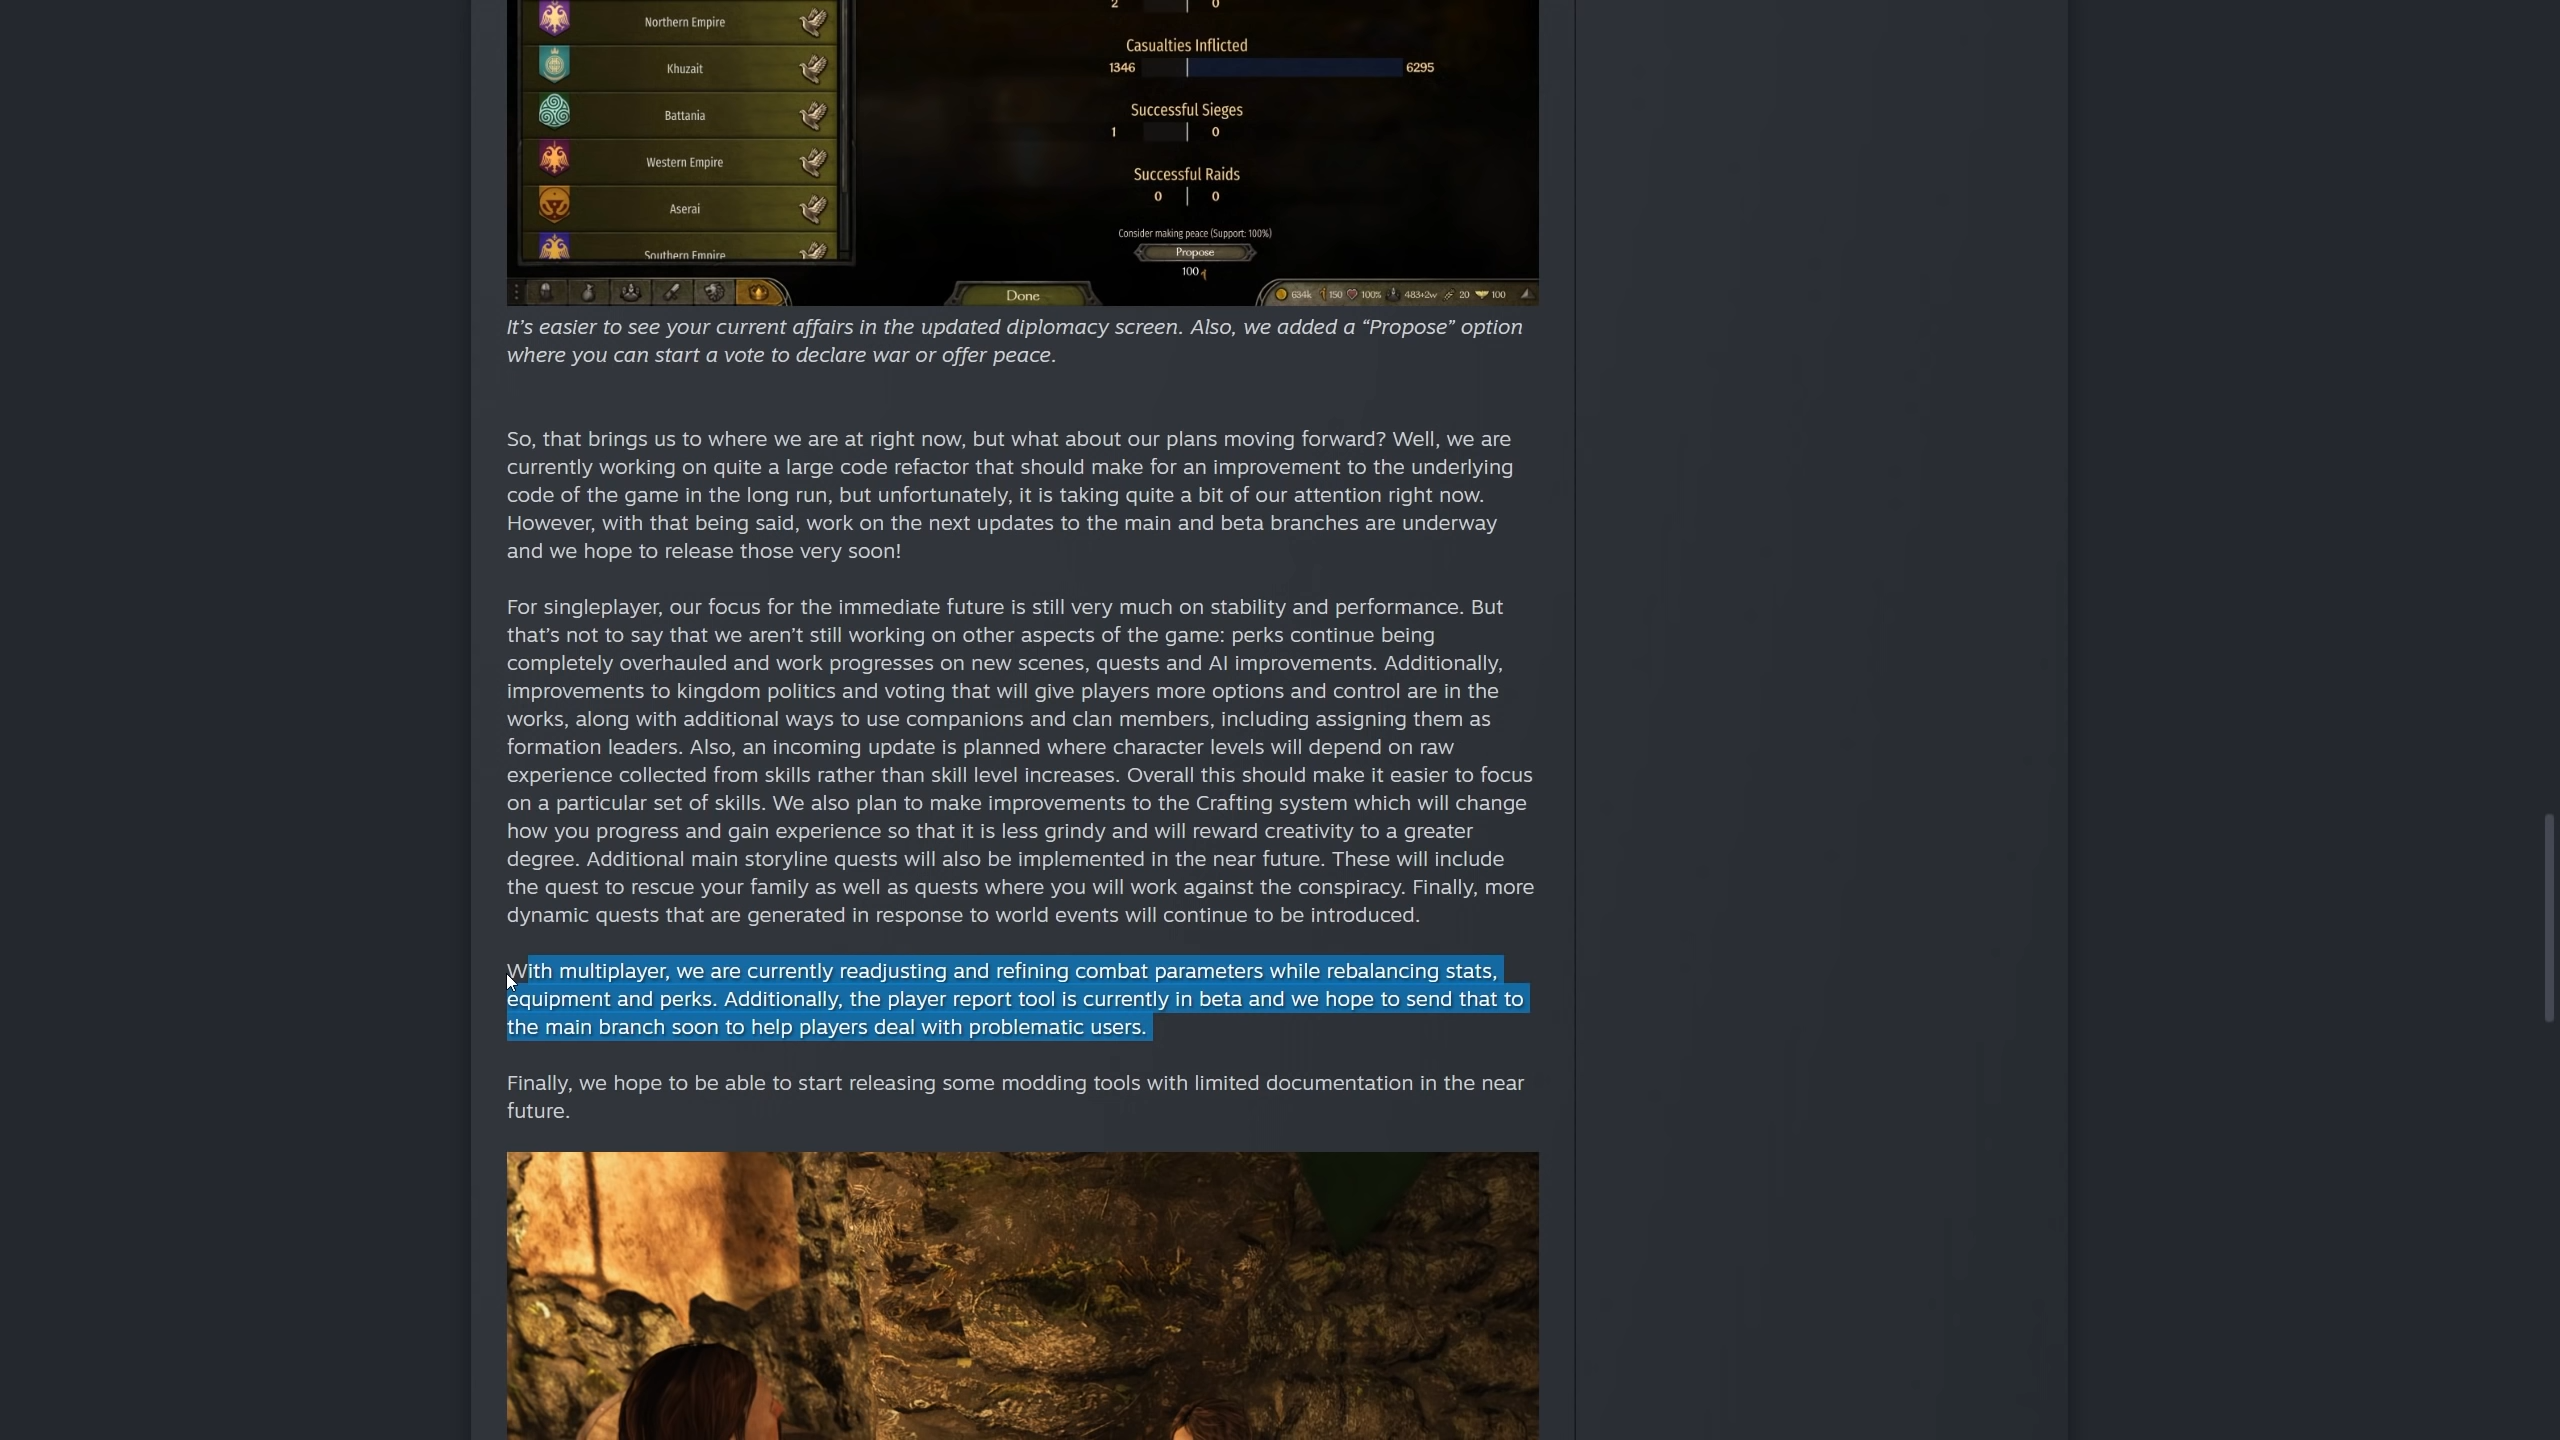 Northern Empire
2 0
Casualties Inflicted
Khuzait
1346 6295
Successful Sieges
Battania
1 0
Western Empire
Successful Raids
0 0
Aserai
Consider making peace (Support: 100%)
Southern Empire
Propose
100
Done
634k 150 100% 483+2w 20 100
It’s easier to see your current affairs in the updated diplomacy screen. Also, we added a “Propose” option
where you can start a vote to declare war or offer peace.
So, that brings us to where we are at right now, but what about our plans moving forward? Well, we are
currently working on quite a large code refactor that should make for an improvement to the underlying
code of the game in the long run, but unfortunately, it is taking quite a bit of our attention right now.
However, with that being said, work on the next updates to the main and beta branches are underway
and we hope to release those very soon!
For singleplayer, our focus for the immediate future is still very much on stability and performance. But
that’s not to say that we aren’t still working on other aspects of the game: perks continue being
completely overhauled and work progresses on new scenes, quests and AI improvements. Additionally,
improvements to kingdom politics and voting that will give players more options and control are in the
works, along with additional ways to use companions and clan members, including assigning them as
formation leaders. Also, an incoming update is planned where character levels will depend on raw
experience collected from skills rather than skill level increases. Overall this should make it easier to focus
on a particular set of skills. We also plan to make improvements to the Crafting system which will change
how you progress and gain experience so that it is less grindy and will reward creativity to a greater
degree. Additional main storyline quests will also be implemented in the near future. These will include
the quest to rescue your family as well as quests where you will work against the conspiracy. Finally, more
dynamic quests that are generated in response to world events will continue to be introduced.
With multiplayer, we are currently readjusting and refining combat parameters while rebalancing stats,
equipment and perks. Additionally, the player report tool is currently in beta and we hope to send that to
the main branch soon to help players deal with problematic users.
Finally, we hope to be able to start releasing some modding tools with limited documentation in the near
future.